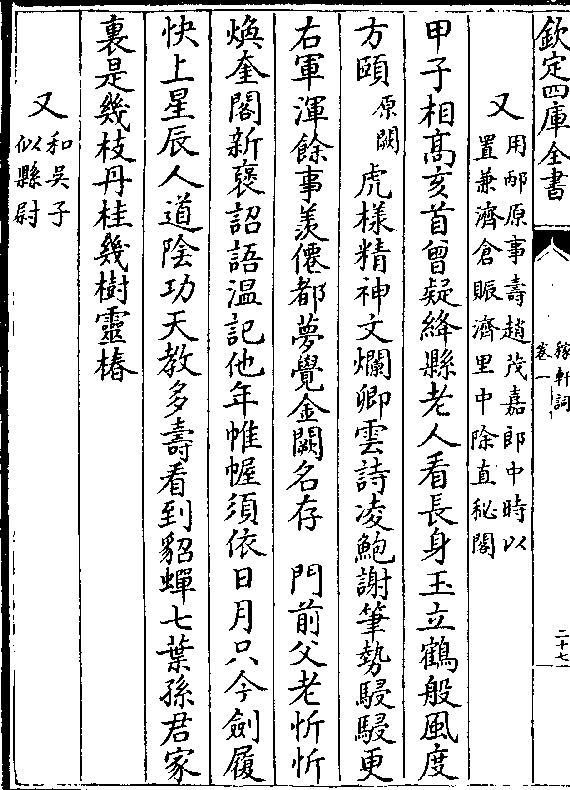 欽定四庫全書
稼軒詞
卷一
二十七
又用邴原事壽趙茂嘉郎中時以
置兼濟倉賑濟里中除直秘閣
甲子相高亥首曾疑絳縣老人看長身玉立鶴般風度
方頤原闕虎樣精神文爛卿雲詩凌鮑謝筆勢駸駸更
右軍渾餘事羨僊都夢覺金闕名存 門前父老忻忻
煥奎閣新褒詔語温記他年帷幄須依日月只今劍履
快上星辰人道陰功天教多壽看到貂蟬七葉孫君家
裏是幾枝丹桂幾樹靈椿
又和吳子
似縣尉